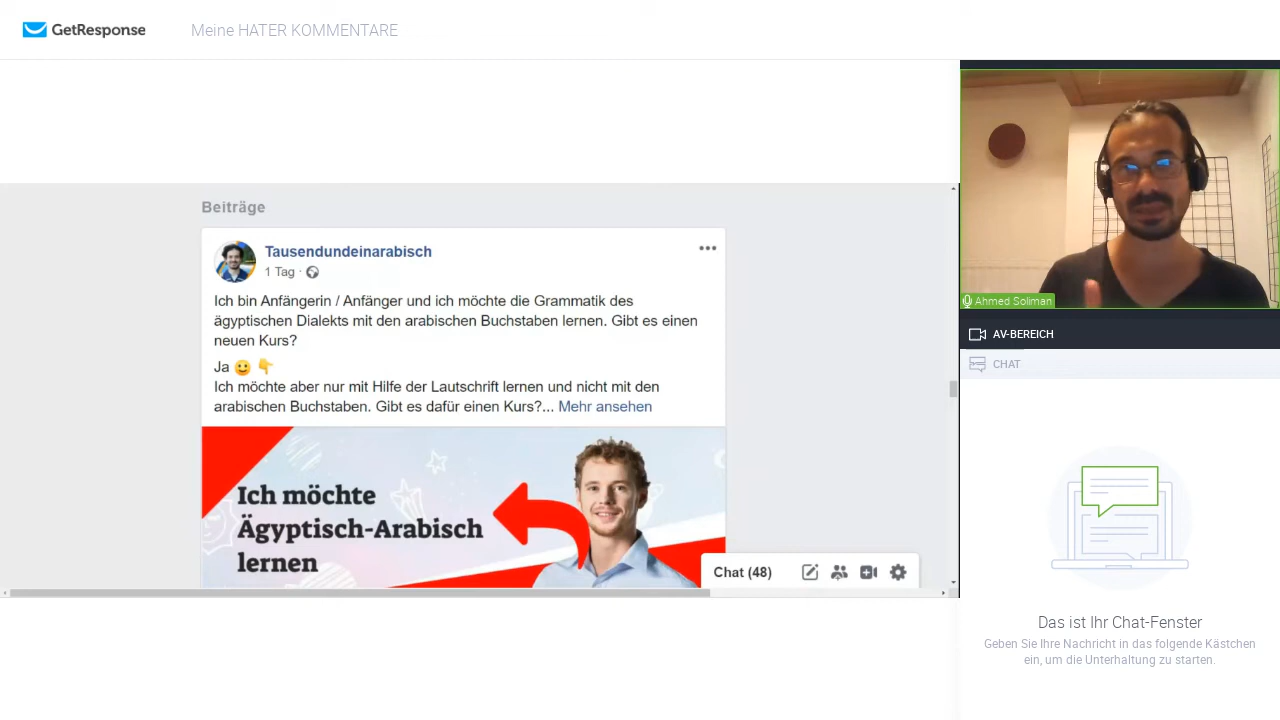 GetResponse
Meine HATER KOMMENTARE
Beiträge
Tausendundeinarabisch
1 Tag ·
Ich bin Anfängerin / Anfänger und ich möchte die Grammatik des
ägyptischen Dialekts mit den arabischen Buchstaben lernen. Gibt es einen
neuen Kurs?
Ja 🙂 👇
Ich möchte aber nur mit Hilfe der Lautschrift lernen und nicht mit den
arabischen Buchstaben. Gibt es dafür einen Kurs?... Mehr ansehen
Ich möchte
Ägyptisch-Arabisch
lernen
Chat (48)
Ahmed Soliman
AV-BEREICH
CHAT
Das ist Ihr Chat-Fenster
Geben Sie Ihre Nachricht in das folgende Kästchen
ein, um die Unterhaltung zu starten.